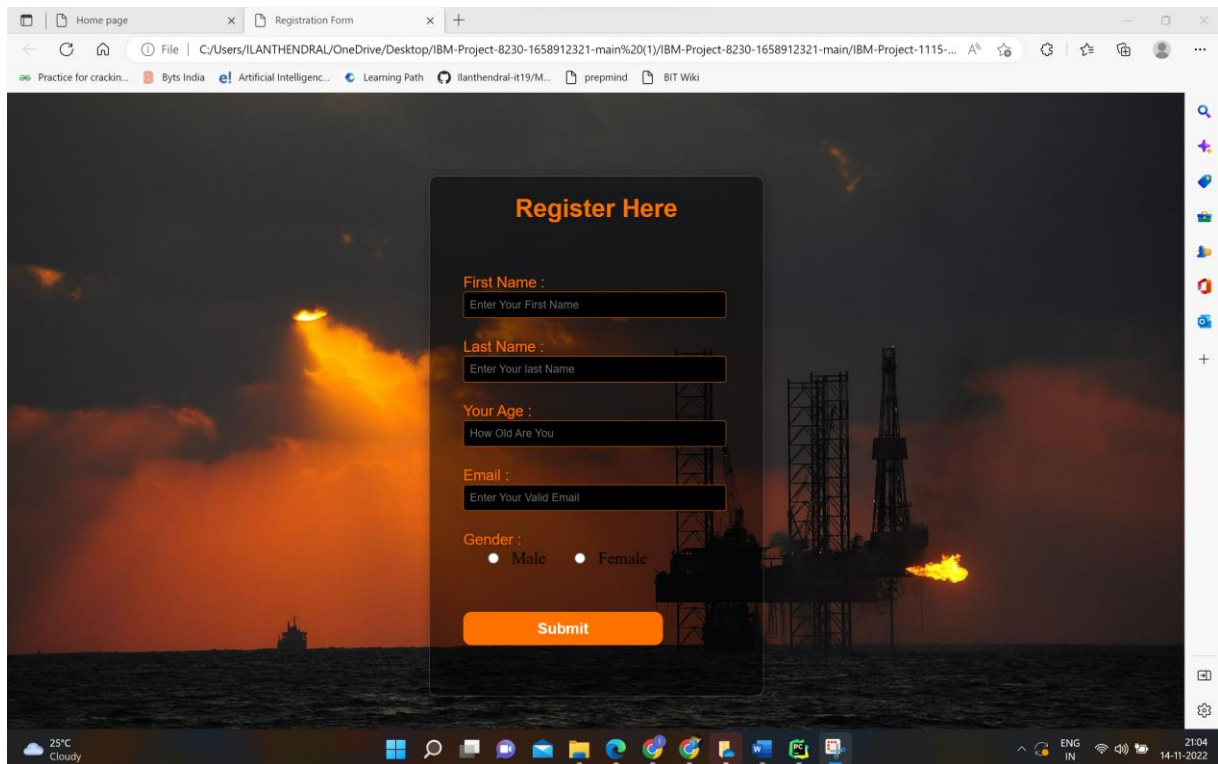 Home page
Registration Form
File | C:/Users/ILANTHENDRAL/OneDrive/Desktop/IBM-Project-8230-1658912321-main%20(1)/IBM-Project-8230-1658912321-main/IBM-Project-1115-...
Practice for crackin... Byts India Artificial Intelligenc... Learning Path Ilanthendral-it19/M... prepmind BIT Wiki
Register Here
First Name :
Enter Your First Name
Last Name :
Enter Your last Name
Your Age :
How Old Are You
Email :
Enter Your Valid Email
Gender :
Male Female
Submit
25°C
Cloudy
ENG
IN
21:04
14-11-2022